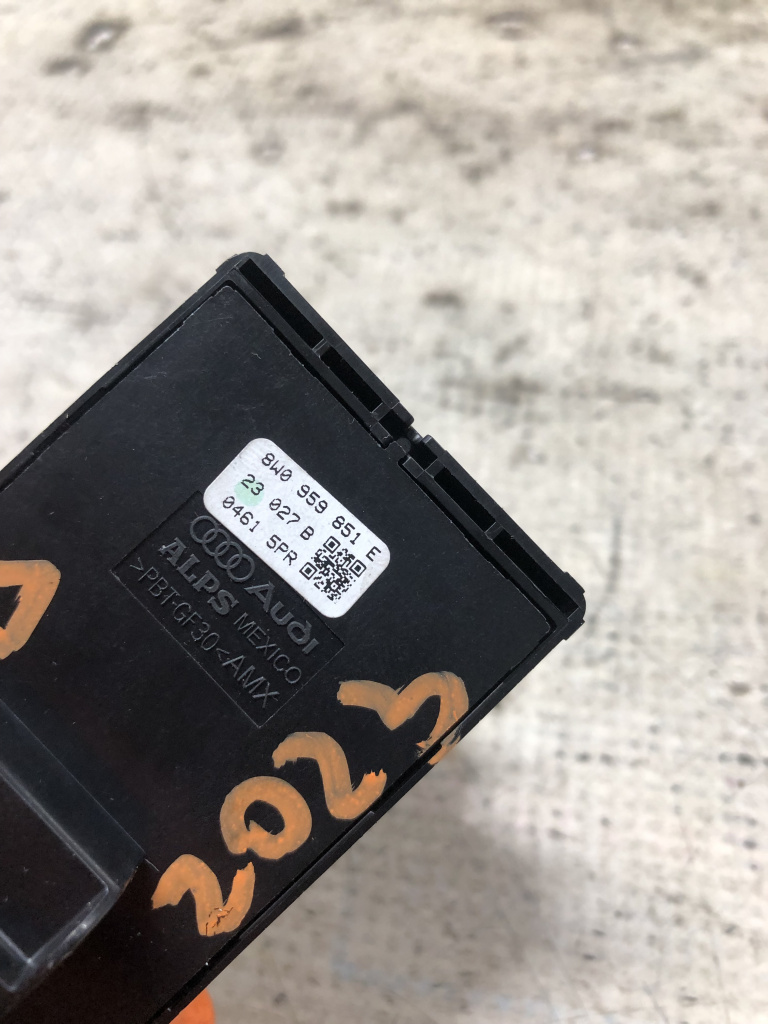 8W0 959 851 E
23 027 B
0461 5PR
Audi
ALPS MEXICO
>PBT-GF30<AMX
2023